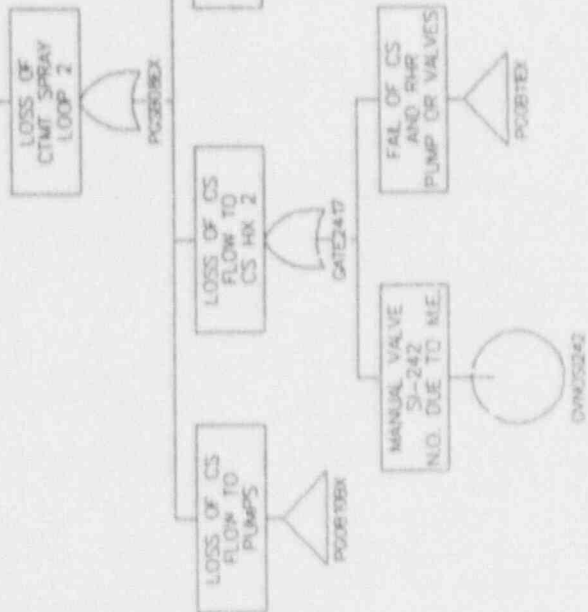 LOSS OF
CTMT SPRAY
LOOP 2
LOSS OF CS
FLOW TO
PUMPS
LOSS OF CS
FLOW TO
CS HX 2
GATE2417
MANUAL VALVE
SI-242
N.O. DUE TO M.E.
FAIL OF CS
AND RHR
PUMP OR VALVES